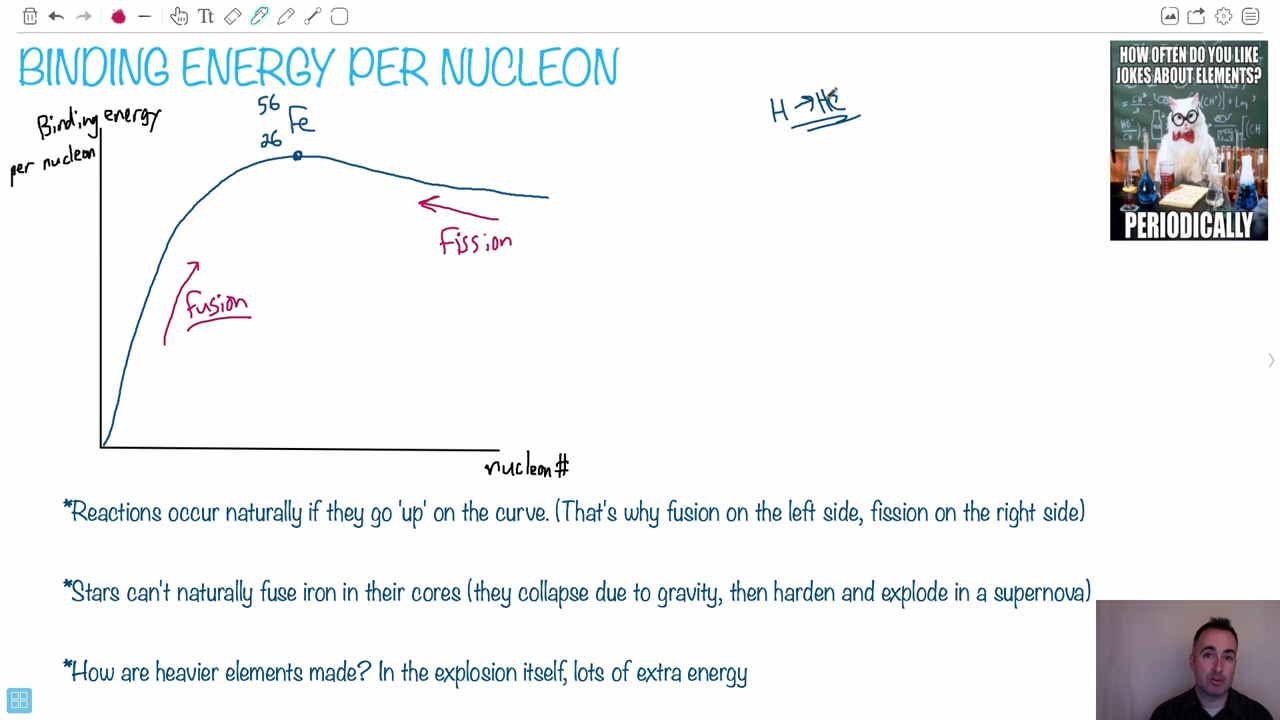 Tt
BINDING ENERGY PER NUCLEON
HOW OFTEN DO YOU LIKE
JOKES ABOUT ELEMENTS?
PERIODICALLY
H → He
Binding energy
per nucleon
56
Fe
26
Fission
fusion
nucleon #
*Reactions occur naturally if they go 'up' on the curve. (That's why fusion on the left side, fission on the right side)
*Stars can't naturally fuse iron in their cores (they collapse due to gravity, then harden and explode in a supernova)
*How are heavier elements made? In the explosion itself, lots of extra energy